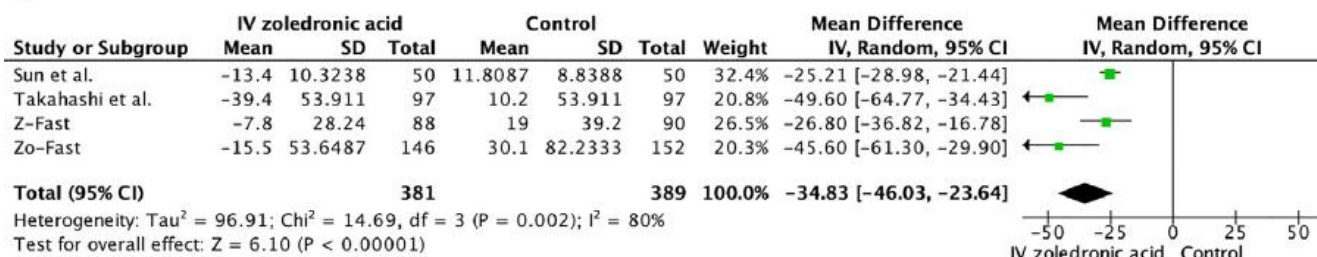 IV zoledronic acid Control Mean Difference Mean Difference
Study or Subgroup Mean SD Total Mean SD Total Weight IV, Random, 95% CI IV, Random, 95% CI
Sun et al. -13.4 10.3238 50 11.8087 8.8388 50 32.4% -25.21 [-28.98, -21.44]
Takahashi et al. -39.4 53.911 97 10.2 53.911 97 20.8% -49.60 [-64.77, -34.43]
Z-Fast -7.8 28.24 88 19 39.2 90 26.5% -26.80 [-36.82, -16.78]
Zo-Fast -15.5 53.6487 146 30.1 82.2333 152 20.3% -45.60 [-61.30, -29.90]
Total (95% CI) 381 389 100.0% -34.83 [-46.03, -23.64]
Heterogeneity: Tau² = 96.91; Chi² = 14.69, df = 3 (P = 0.002); I² = 80%
Test for overall effect: Z = 6.10 (P < 0.00001)
-50 -25 0 25 50
IV zoledronic acid Control